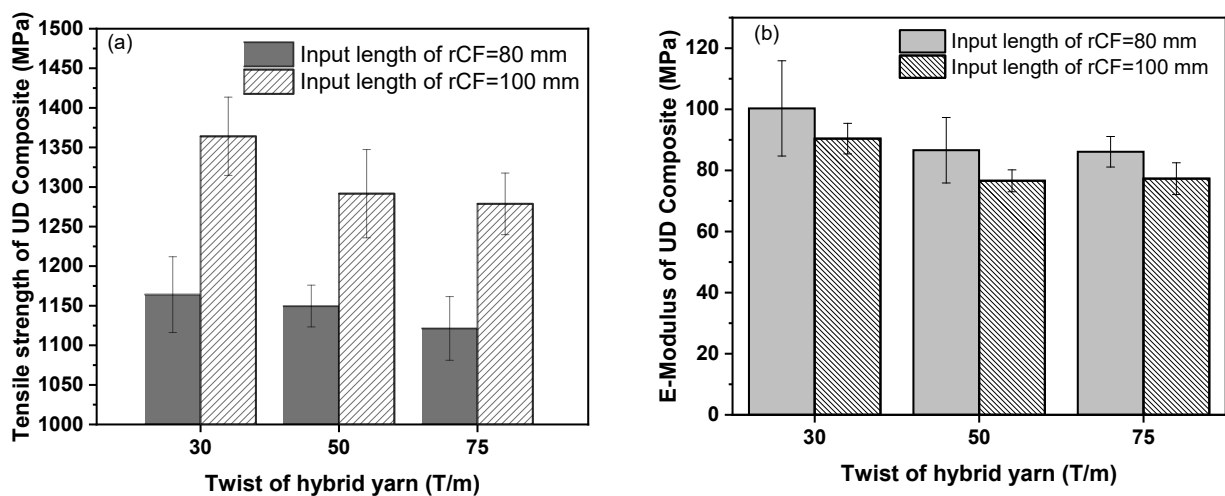 (a)
Input length of rCF=80 mm
Input length of rCF=100 mm
Tensile strength of UD Composite (MPa)
1500
1450
1400
1350
1300
1250
1200
1150
1100
1050
1000
30
50
75
Twist of hybrid yarn (T/m)
(b)
Input length of rCF=80 mm
Input length of rCF=100 mm
E-Modulus of UD Composite (MPa)
120
100
80
60
40
20
0
30
50
75
Twist of hybrid yarn (T/m)